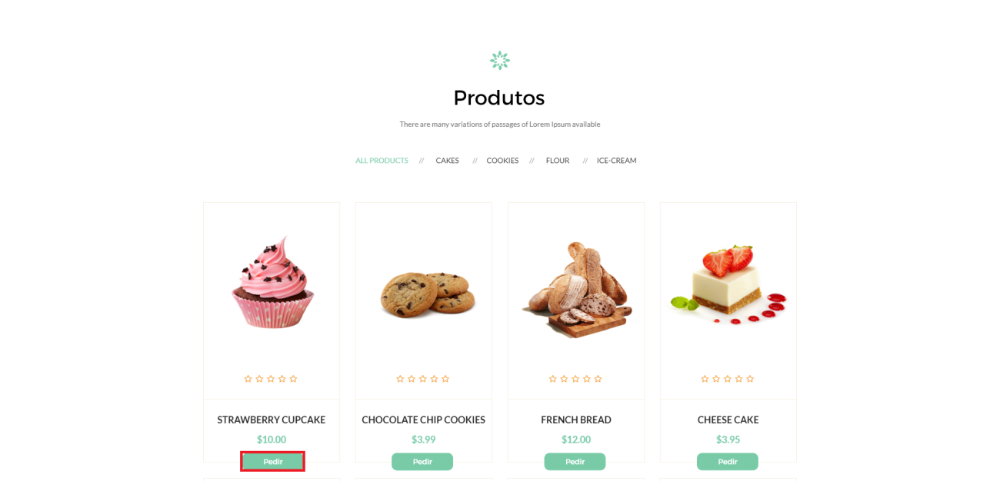 Produtos
There are many variations of passages of Lorem Ipsum available
ALL PRODUCTS // CAKES // COOKIES // FLOUR // ICE-CREAM
STRAWBERRY CUPCAKE CHOCOLATE CHIP COOKIES FRENCH BREAD CHEESE CAKE
$10.00 $3.99 $12.00 $3.95
Pedir Pedir Pedir Pedir